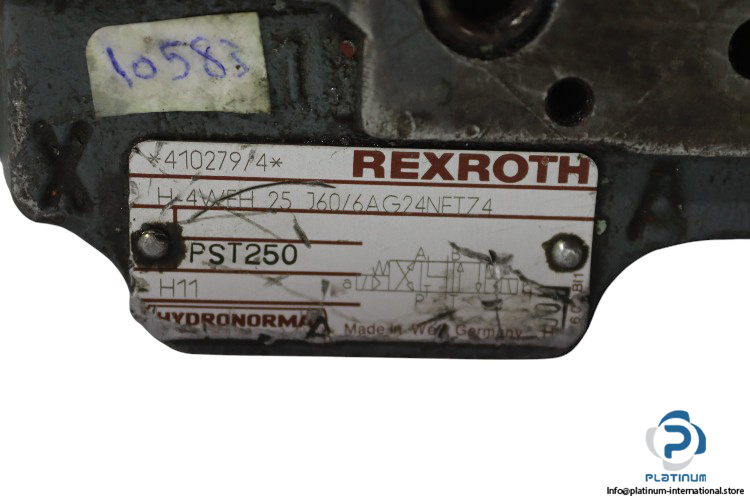 10583
1
X
A
*410279/4*
REXROTH
H-4WEH 25 J60/6AG24NETZ4
PST250
A B
a
P T
H11
HYDRONORMA
Made in West Germany
PLATINUM
Info@platinum-international.store